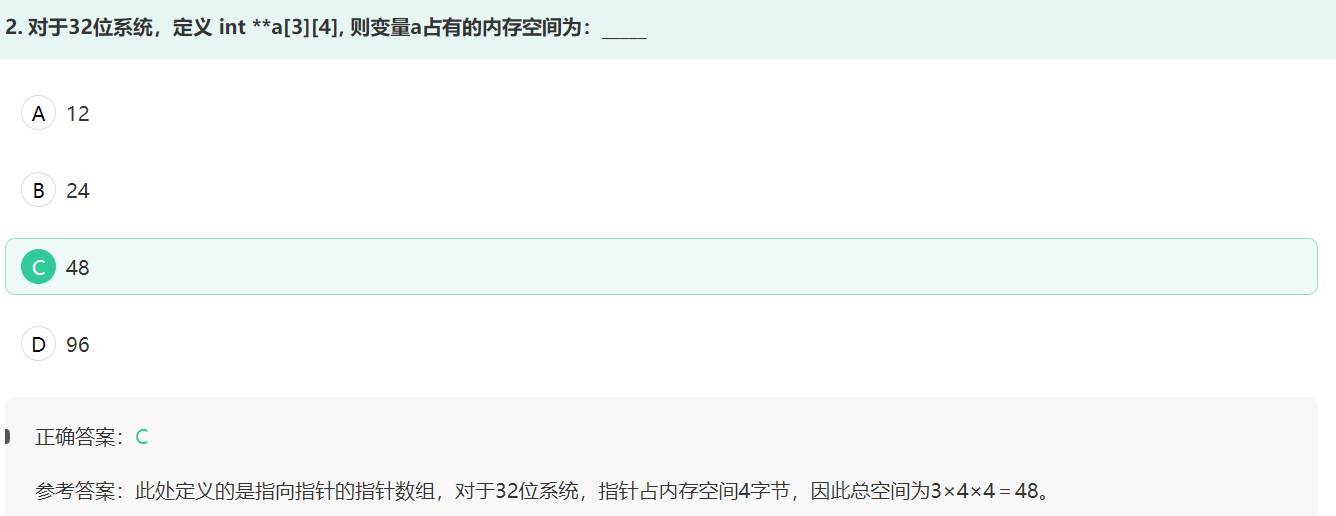 2. 对于32位系统，定义 int **a[3][4], 则变量a占有的内存空间为：_____
A 12
B 24
C 48
D 96
正确答案：C
参考答案：此处定义的是指向指针的指针数组，对于32位系统，指针占内存空间4字节，因此总空间为3×4×4＝48。